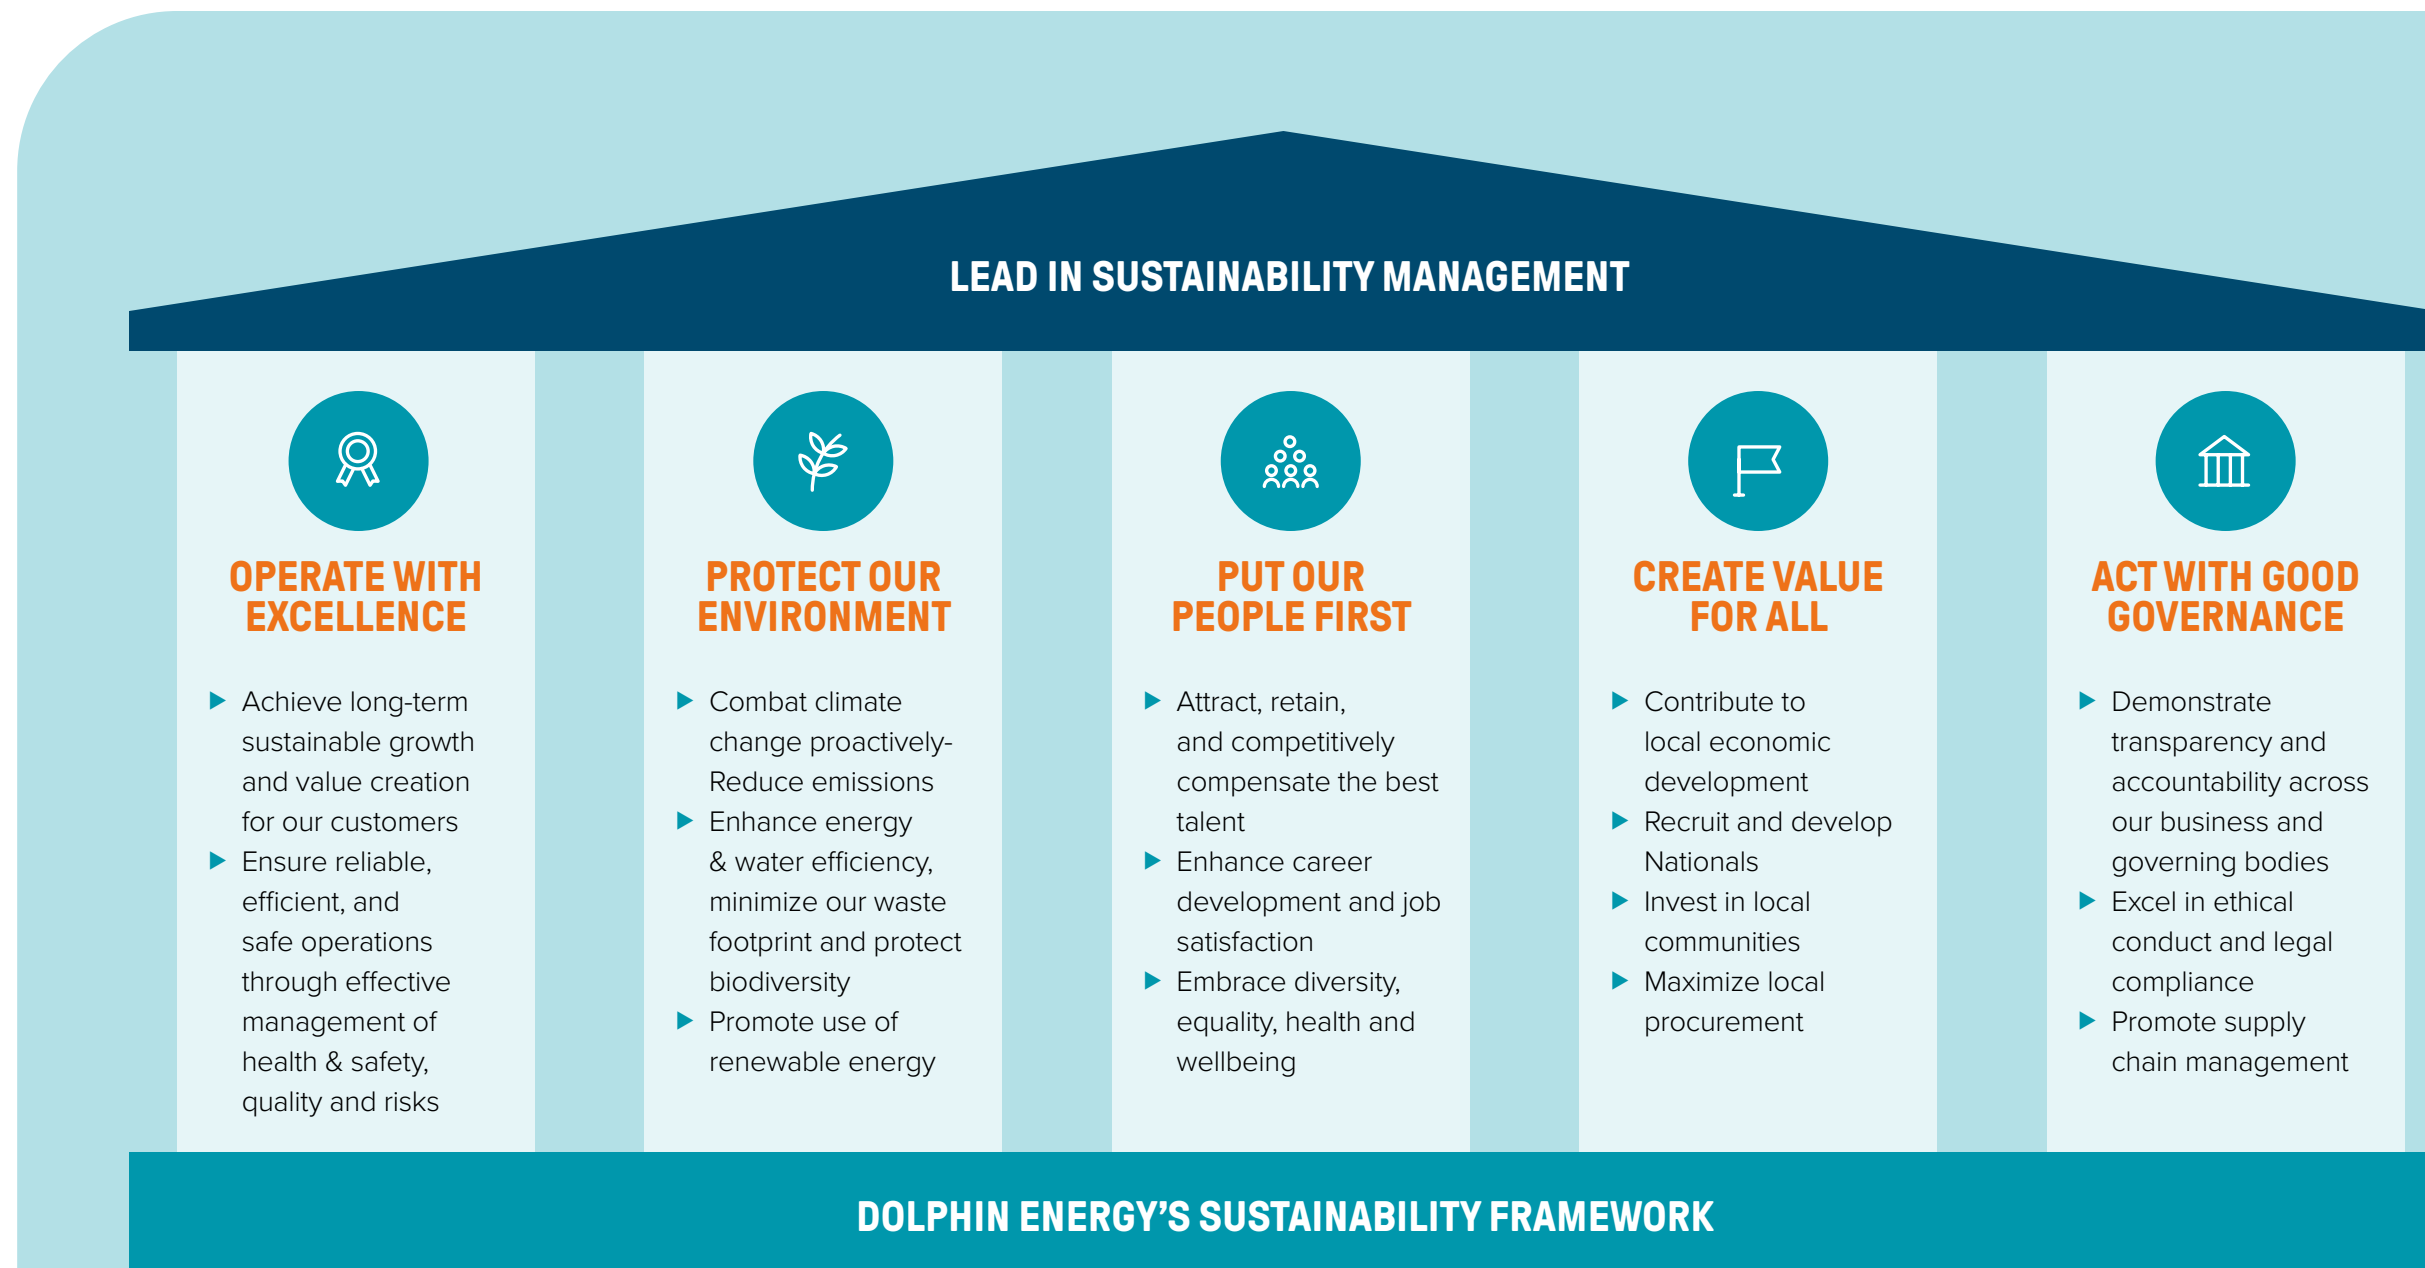 LEAD IN SUSTAINABILITY MANAGEMENT
OPERATE WITH
EXCELLENCE
Achieve long-term
sustainable growth
and value creation
for our customers
Ensure reliable,
efficient, and
safe operations
through effective
management of
health & safety,
quality and risks
PROTECT OUR
ENVIRONMENT
Combat climate
change proactively-
Reduce emissions
Enhance energy
& water efficiency,
minimize our waste
footprint and protect
biodiversity
Promote use of
renewable energy
PUT OUR
PEOPLE FIRST
Attract, retain,
and competitively
compensate the best
talent
Enhance career
development and job
satisfaction
Embrace diversity,
equality, health and
wellbeing
CREATE VALUE
FOR ALL
Contribute to
local economic
development
Recruit and develop
Nationals
Invest in local
communities
Maximize local
procurement
ACT WITH GOOD
GOVERNANCE
Demonstrate
transparency and
accountability across
our business and
governing bodies
Excel in ethical
conduct and legal
compliance
Promote supply
chain management
DOLPHIN ENERGY’S SUSTAINABILITY FRAMEWORK